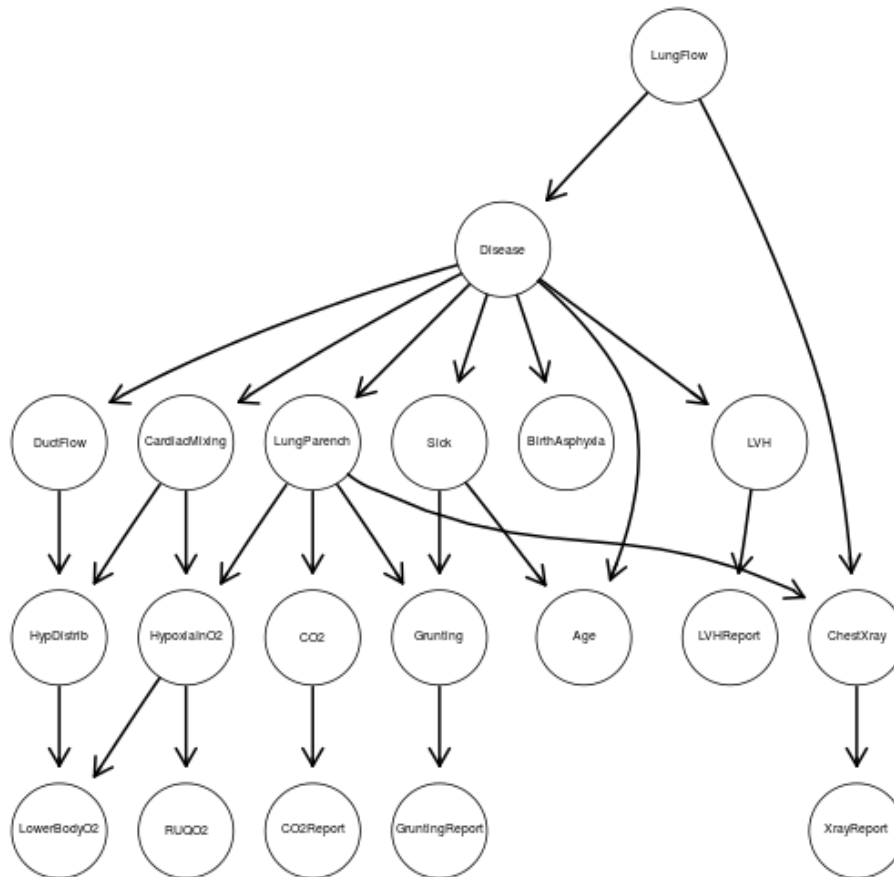 LungFlow
Disease
DuctFlow
CardiacMixing
LungParench
Sick
BirthAsphyxia
LVH
HypDistrib
HypoxiaInO2
CO2
Grunting
Age
LVHReport
ChestXray
LowerBodyO2
RUQO2
CO2Report
GruntingReport
XrayReport